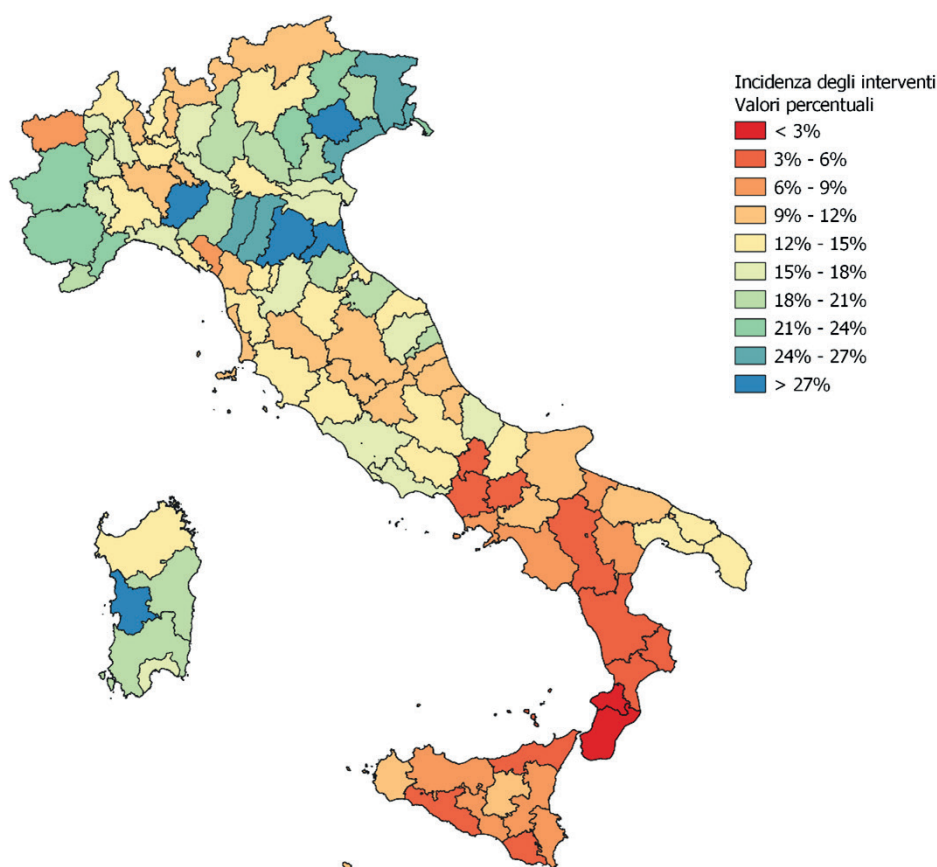 Incidenza degli interventi
Valori percentuali
< 3%
3% - 6%
6% - 9%
9% - 12%
12% - 15%
15% - 18%
18% - 21%
21% - 24%
24% - 27%
> 27%